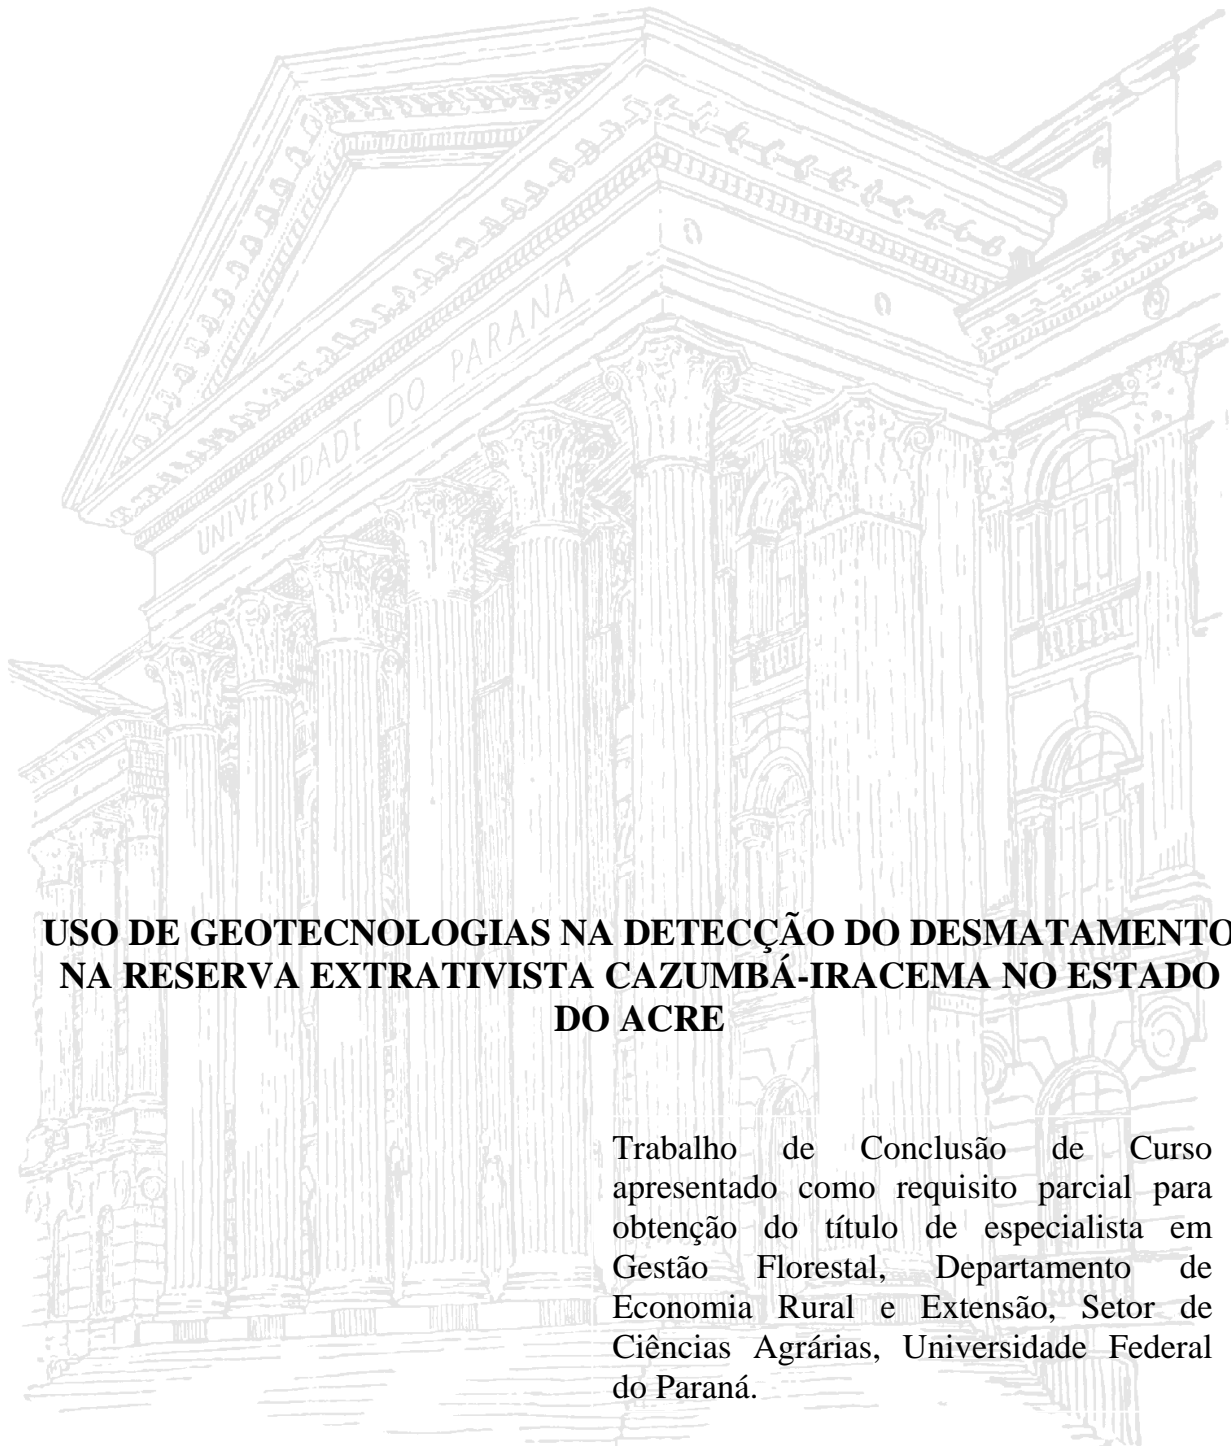 UNIVERSIDADE DO PARANÁ
USO DE GEOTECNOLOGIAS NA DETECÇÃO DO DESMATAMENTO
NA RESERVA EXTRATIVISTA CAZUMBÁ-IRACEMA NO ESTADO
DO ACRE
Trabalho de Conclusão de Curso
apresentado como requisito parcial para
obtenção do título de especialista em
Gestão Florestal, Departamento de
Economia Rural e Extensão, Setor de
Ciências Agrárias, Universidade Federal
do Paraná.